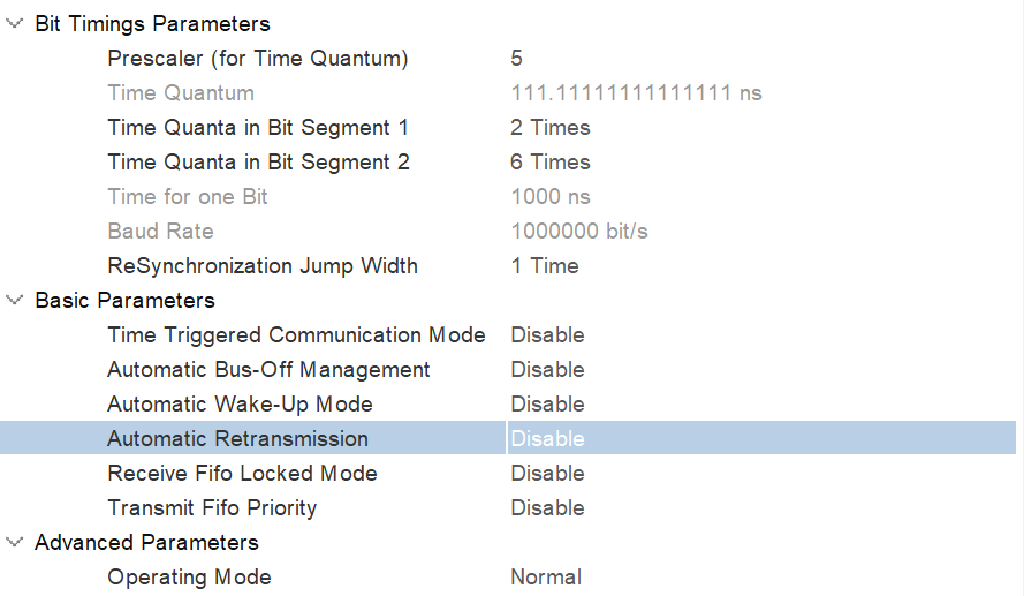 Bit Timings Parameters
Prescaler (for Time Quantum) 5
Time Quantum 111.11111111111111 ns
Time Quanta in Bit Segment 1 2 Times
Time Quanta in Bit Segment 2 6 Times
Time for one Bit 1000 ns
Baud Rate 1000000 bit/s
ReSynchronization Jump Width 1 Time
Basic Parameters
Time Triggered Communication Mode Disable
Automatic Bus-Off Management Disable
Automatic Wake-Up Mode Disable
Automatic Retransmission Disable
Receive Fifo Locked Mode Disable
Transmit Fifo Priority Disable
Advanced Parameters
Operating Mode Normal